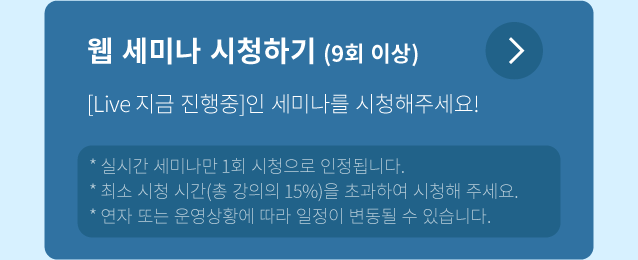 웹 세미나 시청하기 (9회 이상)
[Live 지금 진행중]인 세미나를 시청해주세요!
* 실시간 세미나만 1회 시청으로 인정됩니다.
* 최소 시청 시간(총 강의의 15%)을 초과하여 시청해 주세요.
* 연자 또는 운영상황에 따라 일정이 변동될 수 있습니다.